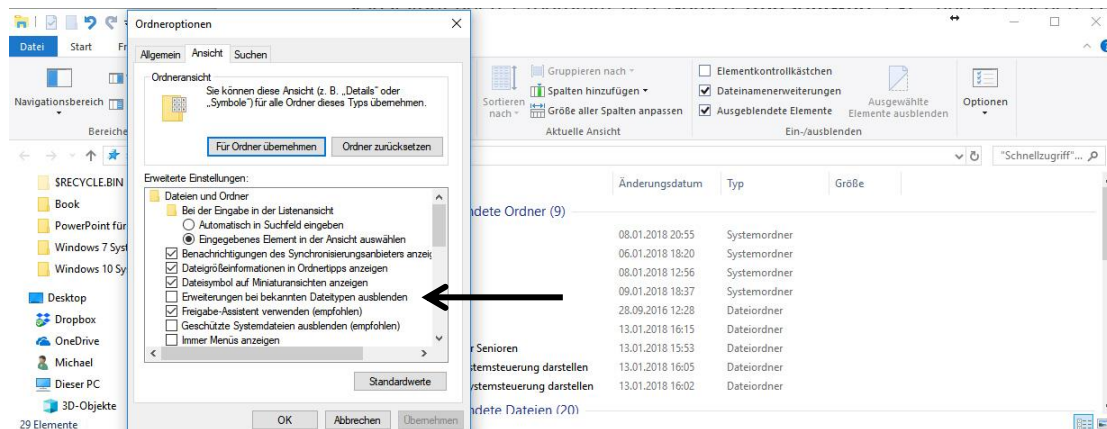 Datei
Start
Navigationsbereich
Ordneroptionen
Allgemein Ansicht Suchen
Ordneransicht
Sie können diese Ansicht (z. B. „Details“ oder
„Symbole“) für alle Ordner dieses Typs übernehmen.
Für Ordner übernehmen Ordner zurücksetzen
Erweiterte Einstellungen:
Dateien und Ordner
Bei der Eingabe in der Listenansicht
Automatisch in Suchfeld eingeben
Eingegebenes Element in der Ansicht auswählen
Benachrichtigungen des Synchronisierungsanbieters
Dateigrößeinformationen in Ordnertipps anzeigen
Dateisymbol auf Miniaturansichten anzeigen
Erweiterungen bei bekannten Dateitypen ausblenden
Freigabe-Assistent verwenden (empfohlen)
Geschützte Systemdateien ausblenden (empfohlen)
Immer Menüs anzeigen
Standardwerte
OK Abbrechen Übernehmen
Sortieren
nach
Gruppieren nach
Spalten hinzufügen
Größe aller Spalten anpassen
Aktuelle Ansicht
Elementkontrollkästchen
Dateinamenerweiterungen
Ausgeblendete Elemente
Ausgewählte
Elemente ausblenden
Ein-/ausblenden
Optionen
"Schnellzugriff"...
$RECYCLE.BIN
Book
PowerPoint für
Windows 7
Windows 10
Desktop
Dropbox
OneDrive
Michael
Dieser PC
3D-Objekte
29 Elemente
Änderungsdatum Typ Größe
Ordner (9)
08.01.2018 20:55 Systemordner
06.01.2018 18:20 Systemordner
08.01.2018 12:56 Systemordner
09.01.2018 18:37 Systemordner
28.09.2016 12:28 Dateiordner
13.01.2018 16:15 Dateiordner
Senioren 13.01.2018 15:53 Dateiordner
darstellen 13.01.2018 16:05 Dateiordner
darstellen 13.01.2018 16:02 Dateiordner
Dateien (20)